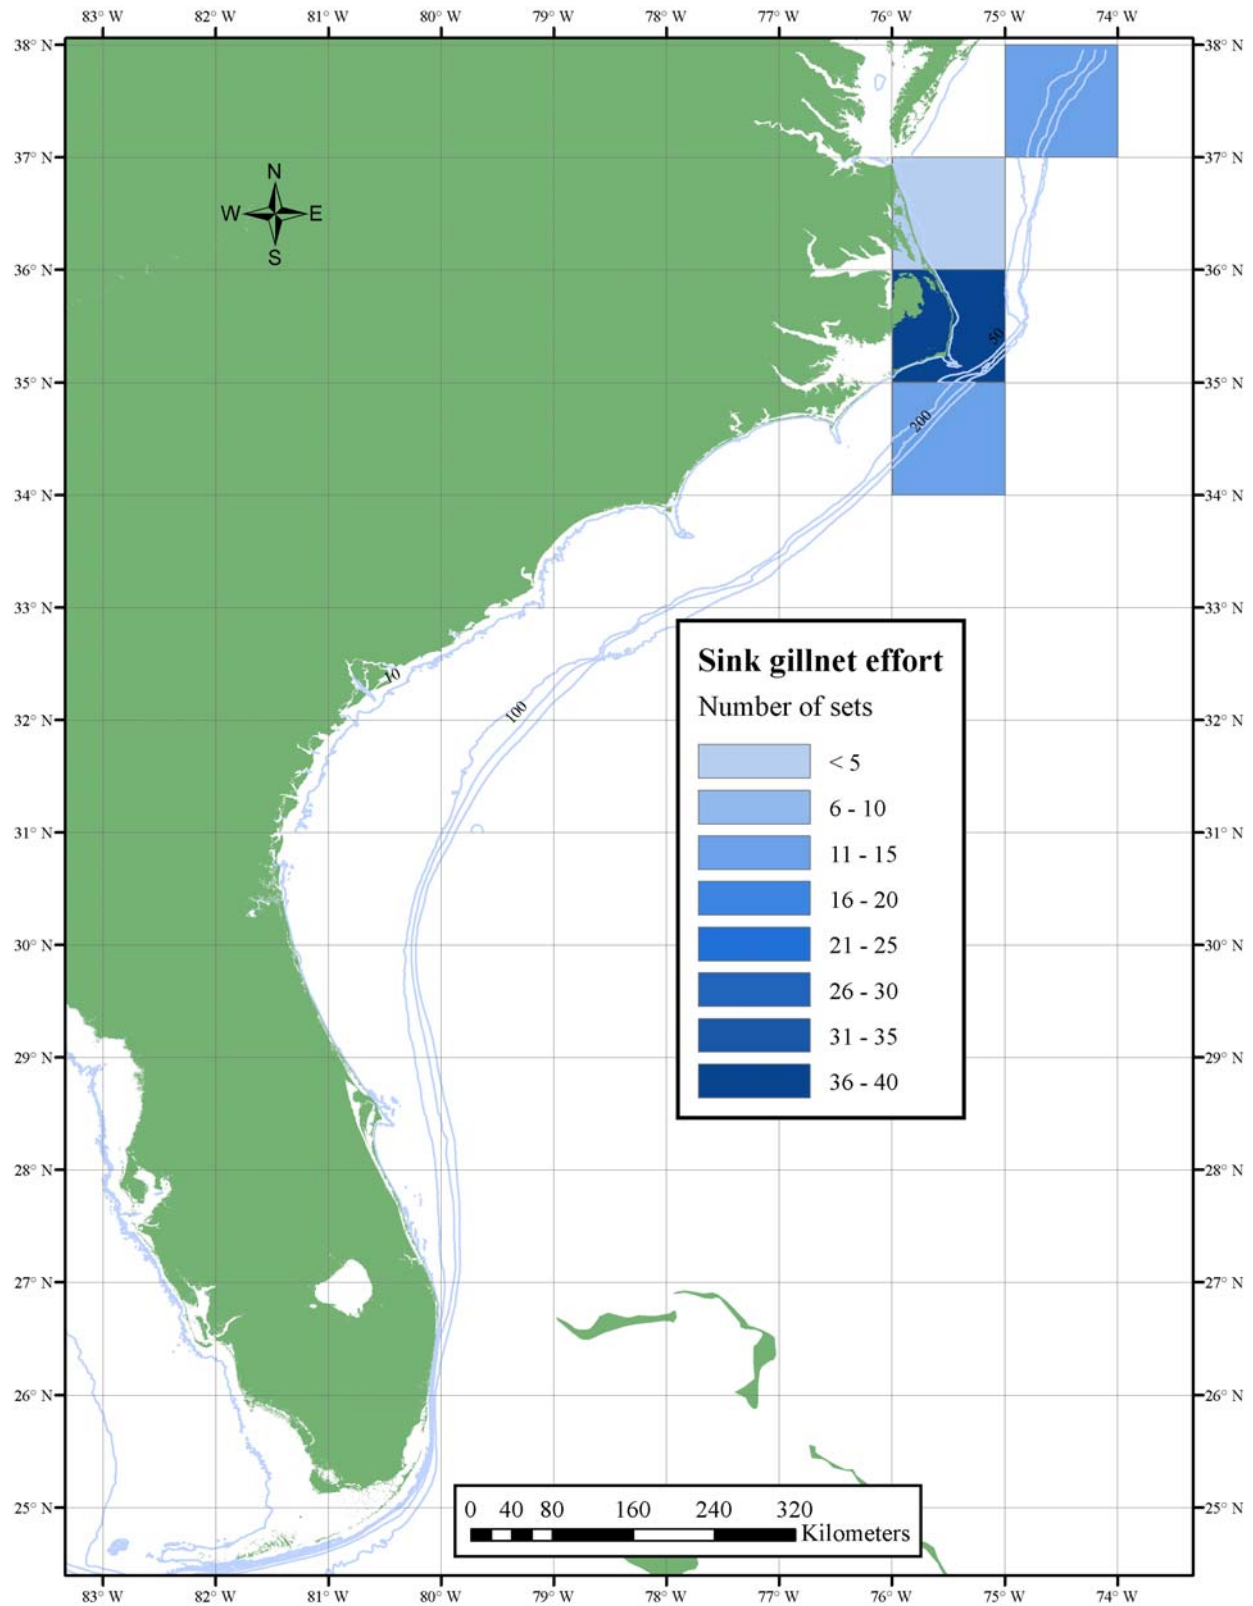 83° W 82° W 81° W 80° W 79° W 78° W 77° W 76° W 75° W 74° W
38° N 38° N
37° N 37° N
N
W E
S
36° N 36° N
50
35° N 35° N
200
34° N 34° N
33° N 33° N
Sink gillnet effort
10
Number of sets
100
32° N 32° N
< 5
6 - 10
31° N 31° N
11 - 15
16 - 20
30° N 30° N
21 - 25
26 - 30
31 - 35
29° N 29° N
36 - 40
28° N 28° N
27° N 27° N
26° N 26° N
25° N 25° N
0 40 80 160 240 320
Kilometers
83° W 82° W 81° W 80° W 79° W 78° W 77° W 76° W 75° W 74° W